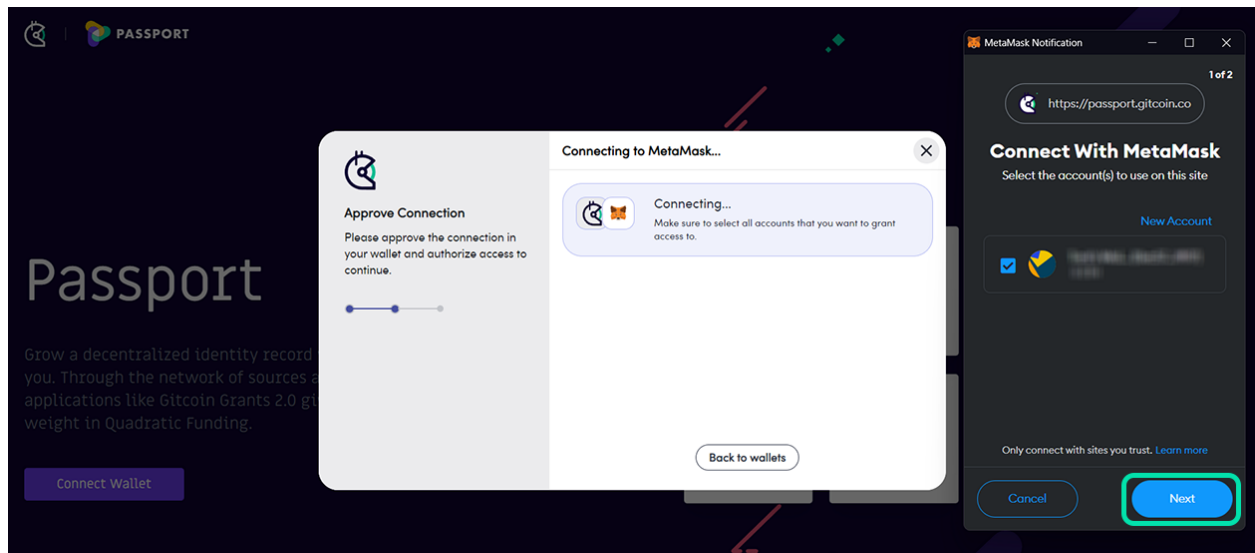 PASSPORT
Passport
Grow a decentralized identity record
you. Through the network of sources a
applications like Gitcoin Grants 2.0 gi
weight in Quadratic Funding.
Connect Wallet
Approve Connection
Please approve the connection in
your wallet and authorize access to
continue.
Connecting to MetaMask...
Connecting...
Make sure to select all accounts that you want to grant
access to.
Back to wallets
MetaMask Notification
1 of 2
https://passport.gitcoin.co
Connect With MetaMask
Select the account(s) to use on this site
New Account
Only connect with sites you trust. Learn more
Cancel
Next